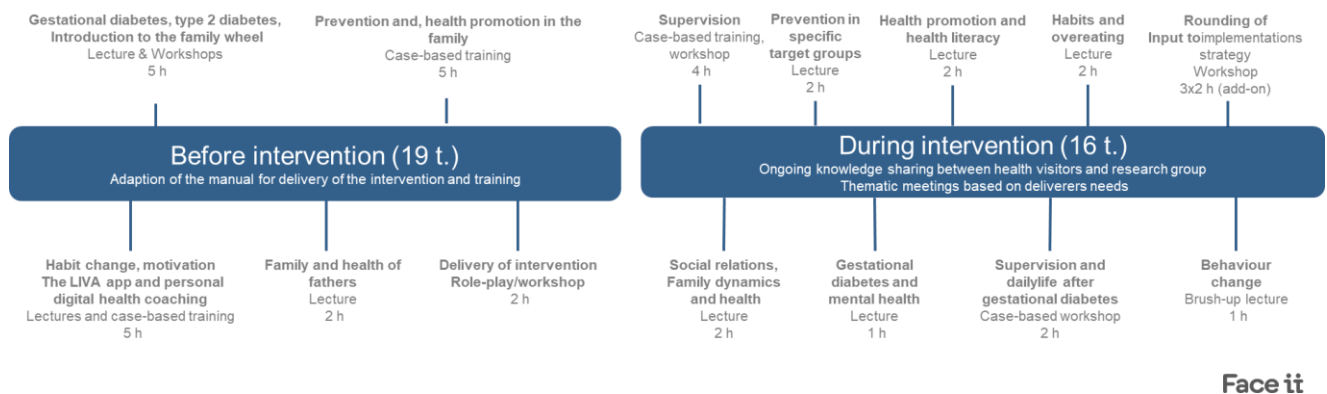 Gestational diabetes, type 2 diabetes,
Introduction to the family wheel
Lecture & Workshops
5 h
Prevention and, health promotion in the
family
Case-based training
5 h
Supervision
Case-based training,
workshop
4 h
Prevention in
specific
target groups
Lecture
2 h
Health promotion and
health literacy
Lecture
2 h
Habits and
overeating
Lecture
2 h
Rounding of
Input toimplementations
strategy
Workshop
3x2 h (add-on)
Before intervention (19 t.)
Adaption of the manual for delivery of the intervention and training
During intervention (16 t.)
Ongoing knowledge sharing between health visitors and research group
Thematic meetings based on deliverers needs
Habit change, motivation
The LIVA app and personal
digital health coaching
Lectures and case-based training
5 h
Family and health of
fathers
Lecture
2 h
Delivery of intervention
Role-play/workshop
2 h
Social relations,
Family dynamics
and health
Lecture
2 h
Gestational
diabetes and
mental health
Lecture
1 h
Supervision and
dailylife after
gestational diabetes
Case-based workshop
2 h
Behaviour
change
Brush-up lecture
1 h
Face it